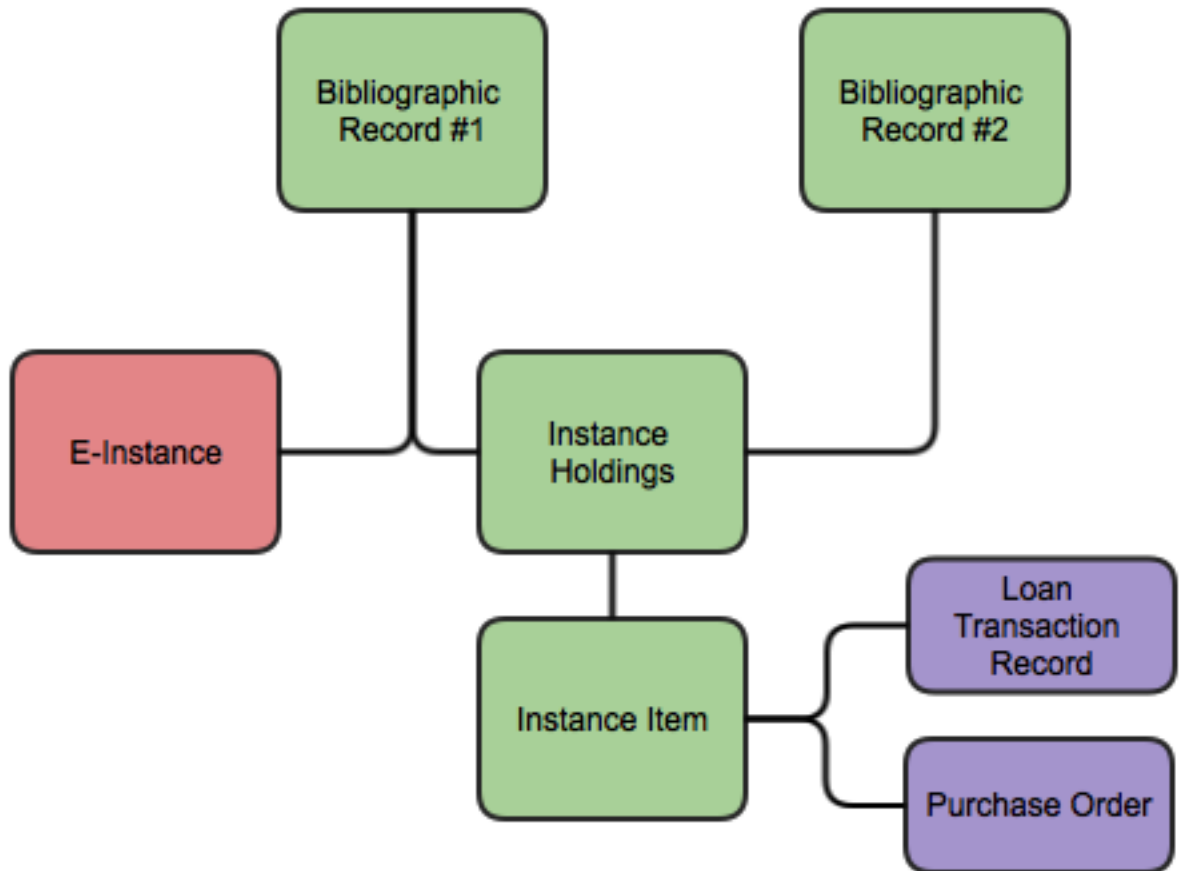 Bibliographic
Record #1
Bibliographic
Record #2
E-Instance
Instance
Holdings
Loan
Transaction
Record
Instance Item
Purchase Order